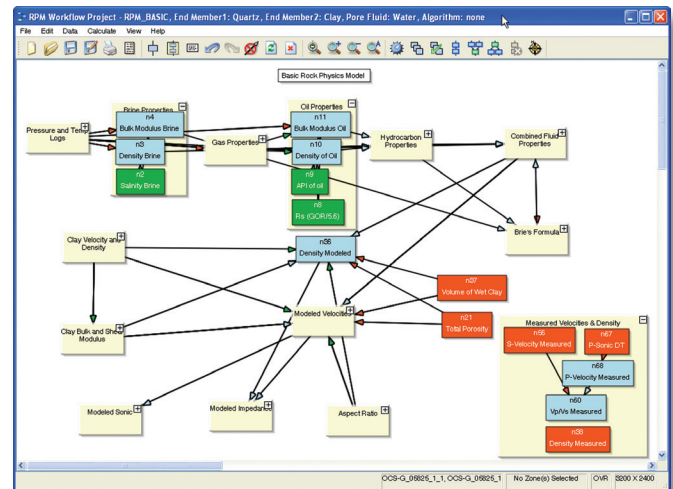 RPM Workflow Project - RPM_BASIC, End Member1: Quartz, End Member2: Clay, Pore Fluid: Water, Algorithm: none
File Edit Data Calculate View Help
Basic Rock Physics Model
Brine Properties
n4
Bulk Modulus Brine
n3
Density Brine
n2
Salinity Brine
Oil Properties
n11
Bulk Modulus Oil
n10
Density of Oil
n9
API of oil
n8
Rs (GOR/5.6)
Pressure and Temp
Logs
Gas Properties
Hydrocarbon
Properties
Combined Fluid
Properties
Brie's Formula
Clay Velocity and
Density
n36
Density Modeled
n37
Volume of Wet Clay
n21
Total Porosity
Modeled Velocities
Clay Bulk and Shear
Modulus
Measured Velocities & Density
n66
S-Velocity Measured
n67
P-Sonic DT
n68
P-Velocity Measured
n60
Vp/Vs Measured
Density Measured
Modeled Sonic
Modeled Impedance
Aspect Ratio
OCS-G_05825_1_1, OCS-G_05825_1
No Zone(s) Selected
OVR
3200 X 2400